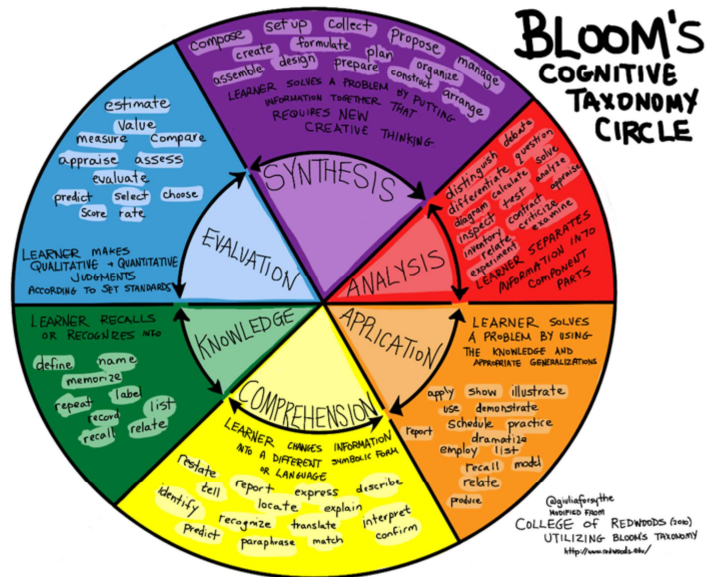 BLOOM'S
COGNITIVE
TAXONOMY
CIRCLE
compose set up collect propose manage
create formulate plan organize
assemble design prepare construct arrange
LEARNER SOLVES A PROBLEM BY PUTTING
INFORMATION TOGETHER THAT
REQUIRES NEW
CREATIVE THINKING
SYNTHESIS
distinguish debate
differentiate question
diagram calculate solve
inspect test analyze
inventory contract criticize appraise
relate examine
experiment
LEARNER SEPARATES
INFORMATION INTO
COMPONENT
PARTS
ANALYSIS
LEARNER SOLVES
A PROBLEM BY USING
THE KNOWLEDGE AND
APPROPRIATE GENERALIZATIONS
apply show illustrate
use demonstrate
report schedule practice
dramatize
employ list
recall model
relate
produce
APPLICATION
COMPREHENSION
LEARNER CHANGES INFORMATION
INTO A DIFFERENT SYMBOLIC FORM
OR LANGUAGE
restate
tell report express describe
identify locate explain
recognize translate interpret
predict paraphrase match confirm
KNOWLEDGE
LEARNER RECALLS
OR RECOGNIZES INFO
define name
memorize
repeat label
record list
recall relate
EVALUATION
estimate
value
measure compare
appraise assess
evaluate
predict select choose
score rate
LEARNER MAKES
QUALITATIVE + QUANTITATIVE
JUDGMENTS
ACCORDING TO SET STANDARDS
@giuliaforsythe
MODIFIED FROM
COLLEGE OF REDWOODS (2010)
UTILIZING BLOOM'S TAXONOMY
http://www.redwoods.edu/